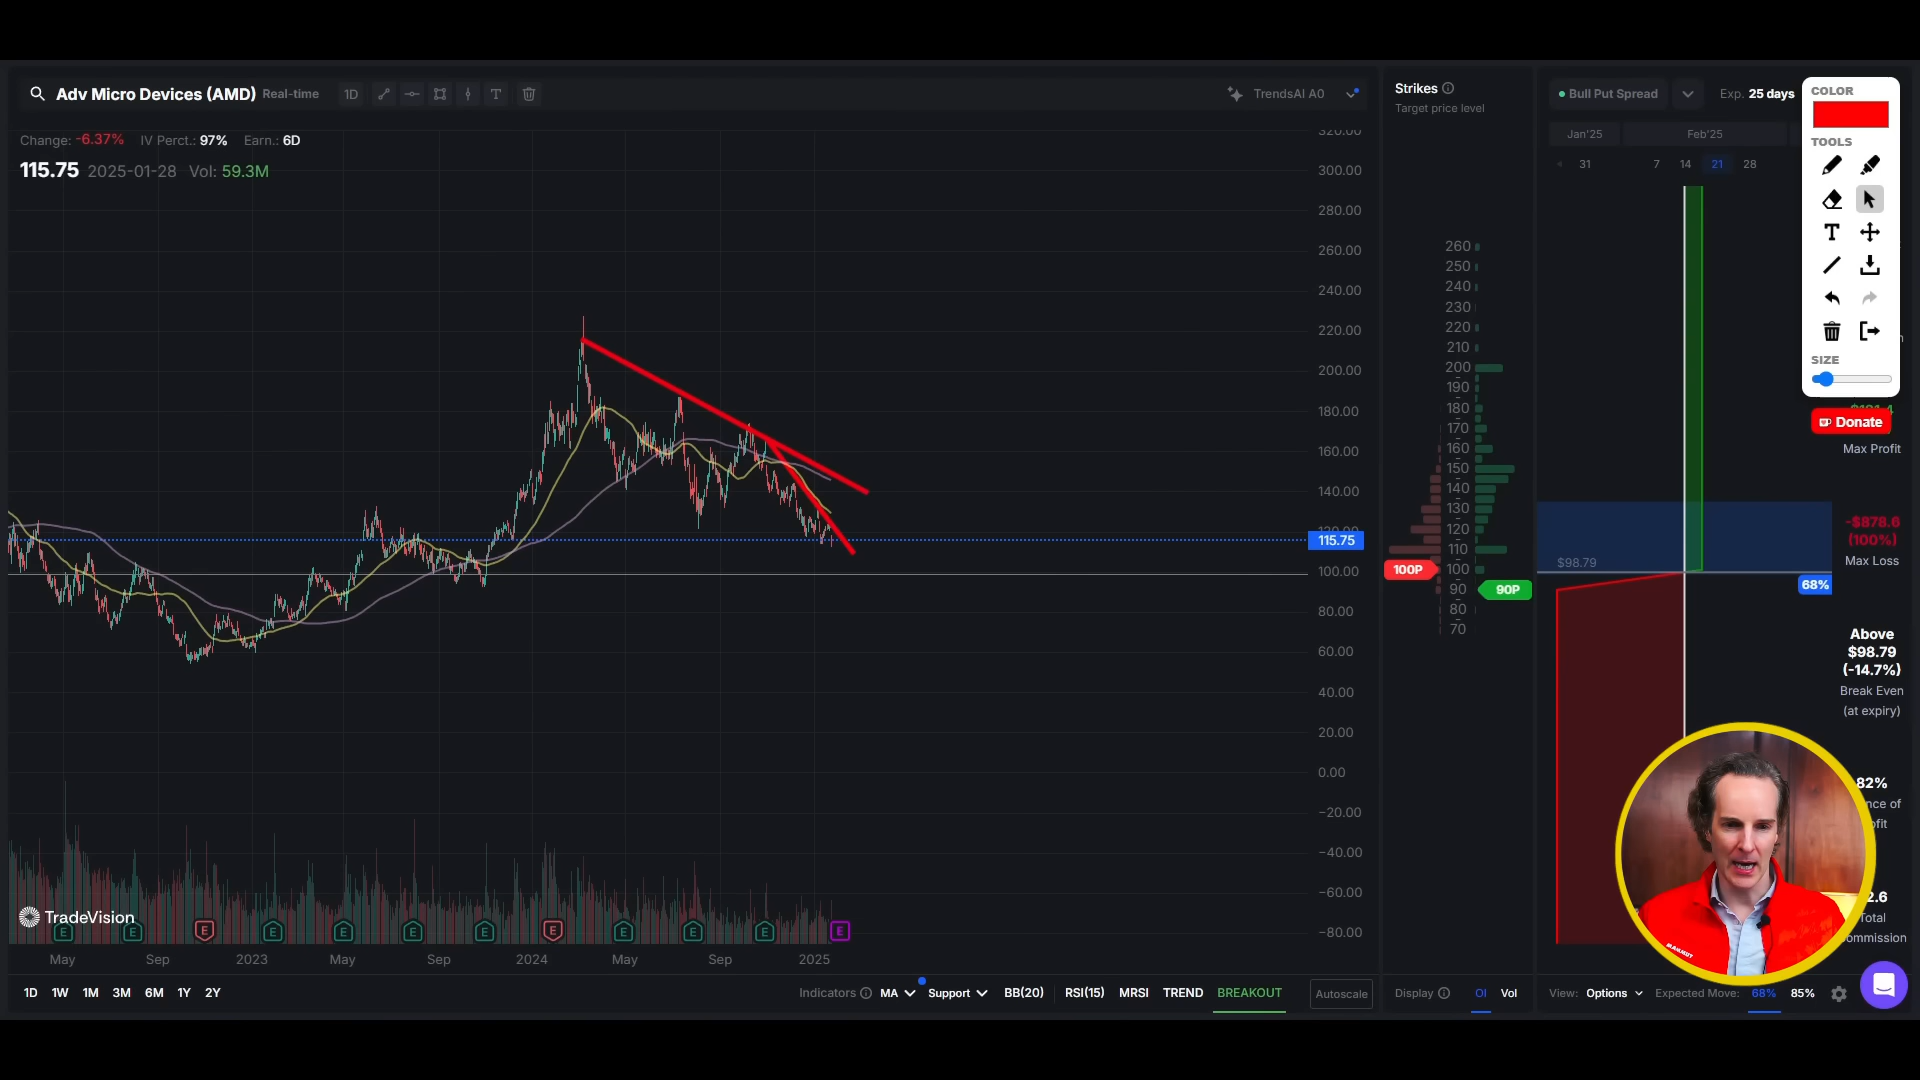 Adv Micro Devices (AMD) Real-time 1D T TrendsAI A0
Change: -6.37% IV Perct.: 97% Earn.: 6D
115.75 2025-01-28 Vol: 59.3M
320.00
300.00
280.00
260.00
240.00
220.00
200.00
180.00
160.00
140.00
120.00
115.75
100.00
80.00
60.00
40.00
20.00
0.00
−20.00
−40.00
−60.00
−80.00
TradeVision
E E E E E E E E E E E E
May Sep 2023 May Sep 2024 May Sep 2025
1D 1W 1M 3M 6M 1Y 2Y
Indicators MA Support BB(20) RSI(15) MRSI TREND BREAKOUT Autoscale
Strikes
Target price level
260
250
240
230
220
210
200
190
180
170
160
150
140
130
120
110
100P 100
90 90P
80
70
Display OI Vol
Bull Put Spread Exp. 25 days
Jan'25 Feb'25
31 7 14 21 28
$98.79
68%
COLOR
TOOLS
T
SIZE
Donate
Max Profit
-$878.6
(100%)
Max Loss
Above
$98.79
(-14.7%)
Break Even
(at expiry)
82%
nce of
fit
2.6
Total
ommission
MAMMUT
View: Options Expected Move: 68% 85%